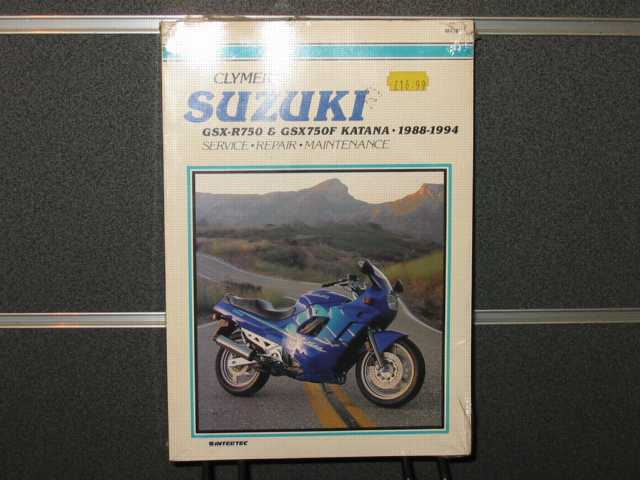 CLYMER
SUZUKI
£16.99
GSX-R750 & GSX750F KATANA • 1988-1994
SERVICE • REPAIR • MAINTENANCE
INTERTEC